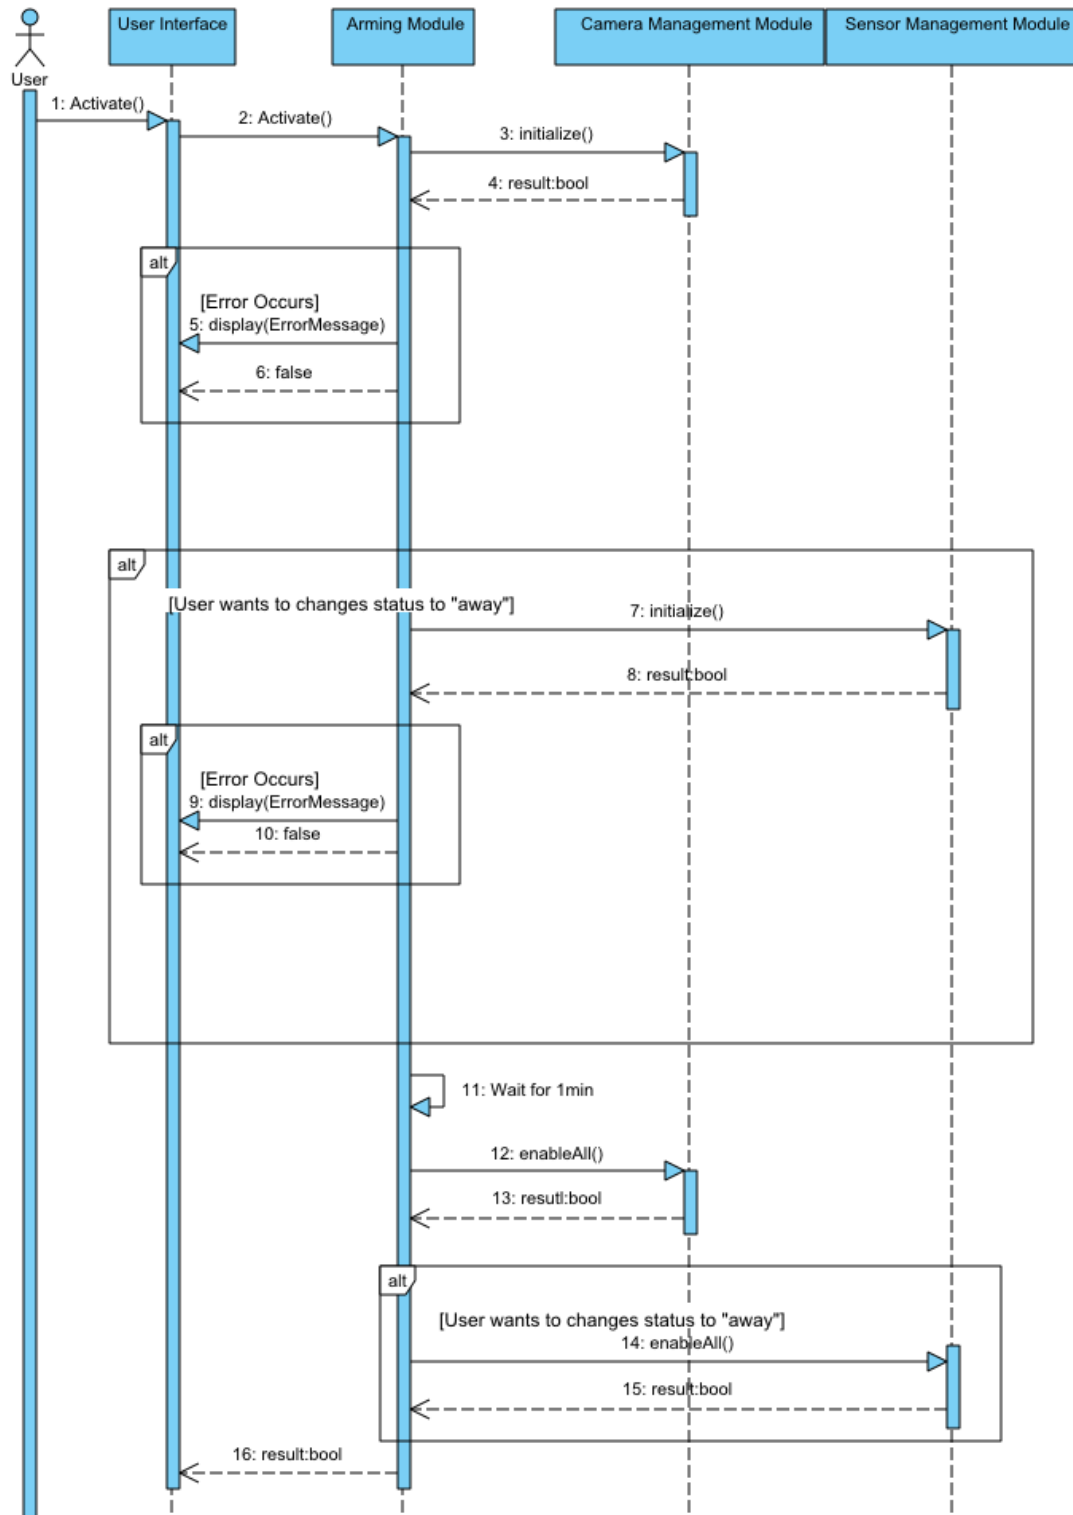 User Interface
Arming Module
Camera Management Module
Sensor Management Module
User
1: Activate()
2: Activate()
3: initialize()
4: result:bool
alt
[Error Occurs]
5: display(ErrorMessage)
6: false
alt
[User wants to changes status to "away"]
7: initialize()
8: result:bool
alt
[Error Occurs]
9: display(ErrorMessage)
10: false
11: Wait for 1min
12: enableAll()
13: resutl:bool
alt
[User wants to changes status to "away"]
14: enableAll()
15: result:bool
16: result:bool